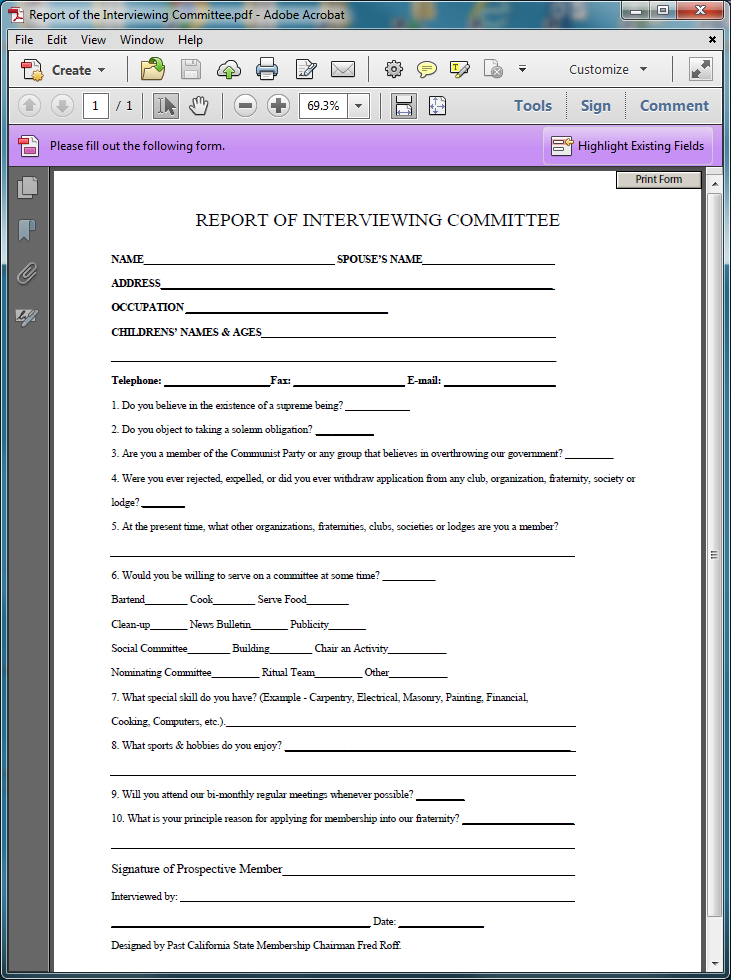 Report of the Interviewing Committee.pdf - Adobe Acrobat
File Edit View Window Help
Create Customize
1 / 1 69.3% Tools Sign Comment
Please fill out the following form. Highlight Existing Fields
Print Form
REPORT OF INTERVIEWING COMMITTEE
NAME SPOUSE'S NAME
ADDRESS
OCCUPATION
CHILDRENS' NAMES & AGES
Telephone: Fax: E-mail:
1. Do you believe in the existence of a supreme being?
2. Do you object to taking a solemn obligation?
3. Are you a member of the Communist Party or any group that believes in overthrowing our government?
4. Were you ever rejected, expelled, or did you ever withdraw application from any club, organization, fraternity, society or
lodge?
5. At the present time, what other organizations, fraternities, clubs, societies or lodges are you a member?
6. Would you be willing to serve on a committee at some time?
Bartend Cook Serve Food
Clean-up News Bulletin Publicity
Social Committee Building Chair an Activity
Nominating Committee Ritual Team Other
7. What special skill do you have? (Example - Carpentry, Electrical, Masonry, Painting, Financial,
Cooking, Computers, etc.).
8. What sports & hobbies do you enjoy?
9. Will you attend our bi-monthly regular meetings whenever possible?
10. What is your principle reason for applying for membership into our fraternity?
Signature of Prospective Member
Interviewed by:
Date:
Designed by Past California State Membership Chairman Fred Roff.